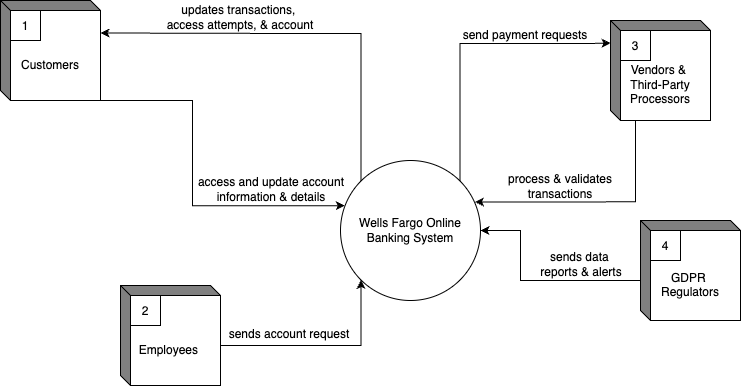 updates transactions,
access attempts, & account
1
Customers
send payment requests
3
Vendors &
Third-Party
Processors
access and update account
information & details
process & validates
transactions
Wells Fargo Online
Banking System
4
GDPR
Regulators
sends data
reports & alerts
2
Employees
sends account request